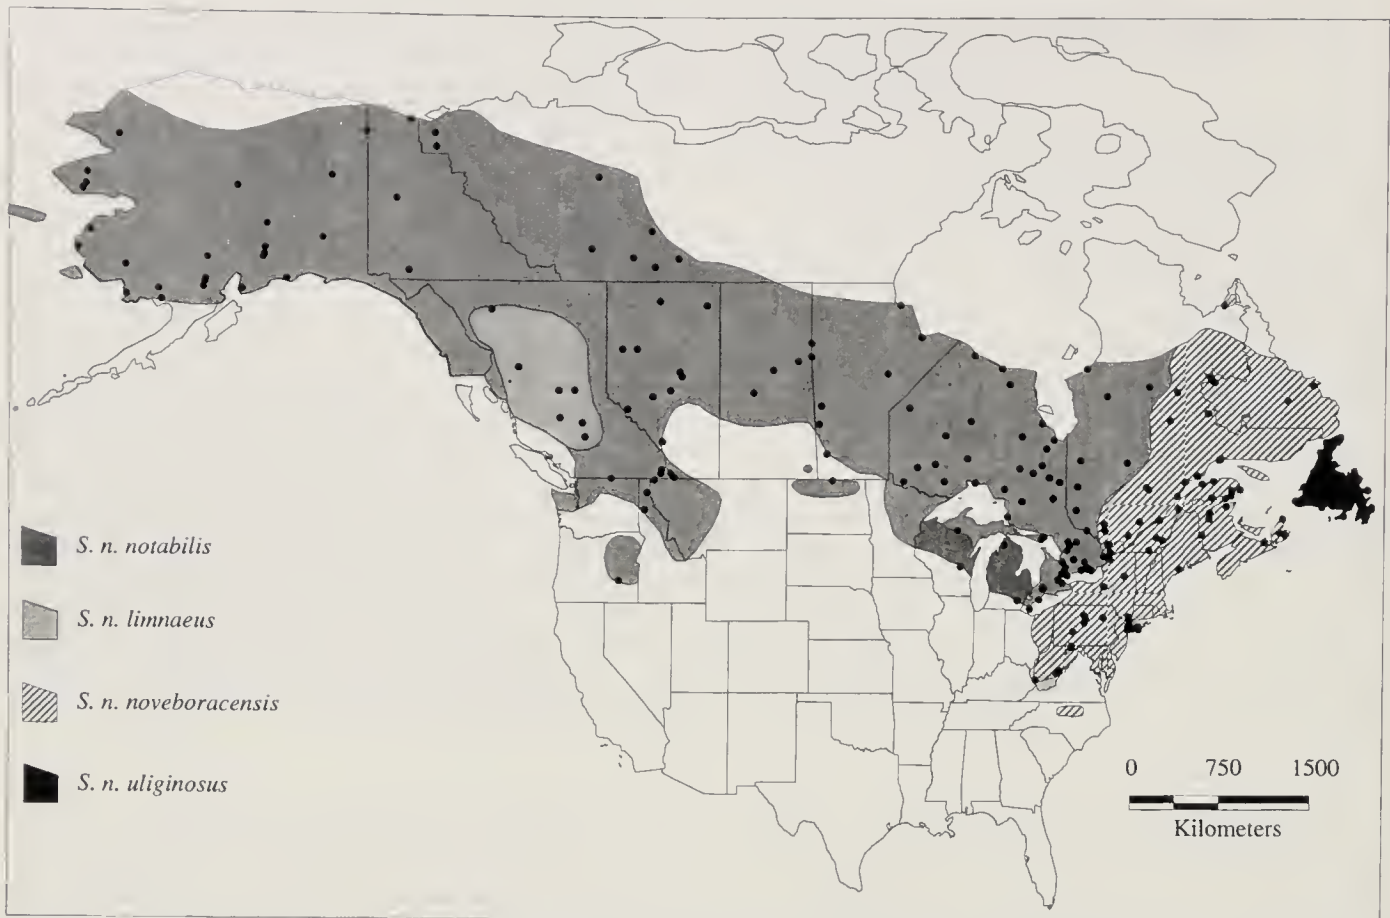 S. n. notabilis
S. n. limnaeus
S. n. noveboracensis
S. n. uliginosus
0 750 1500
Kilometers